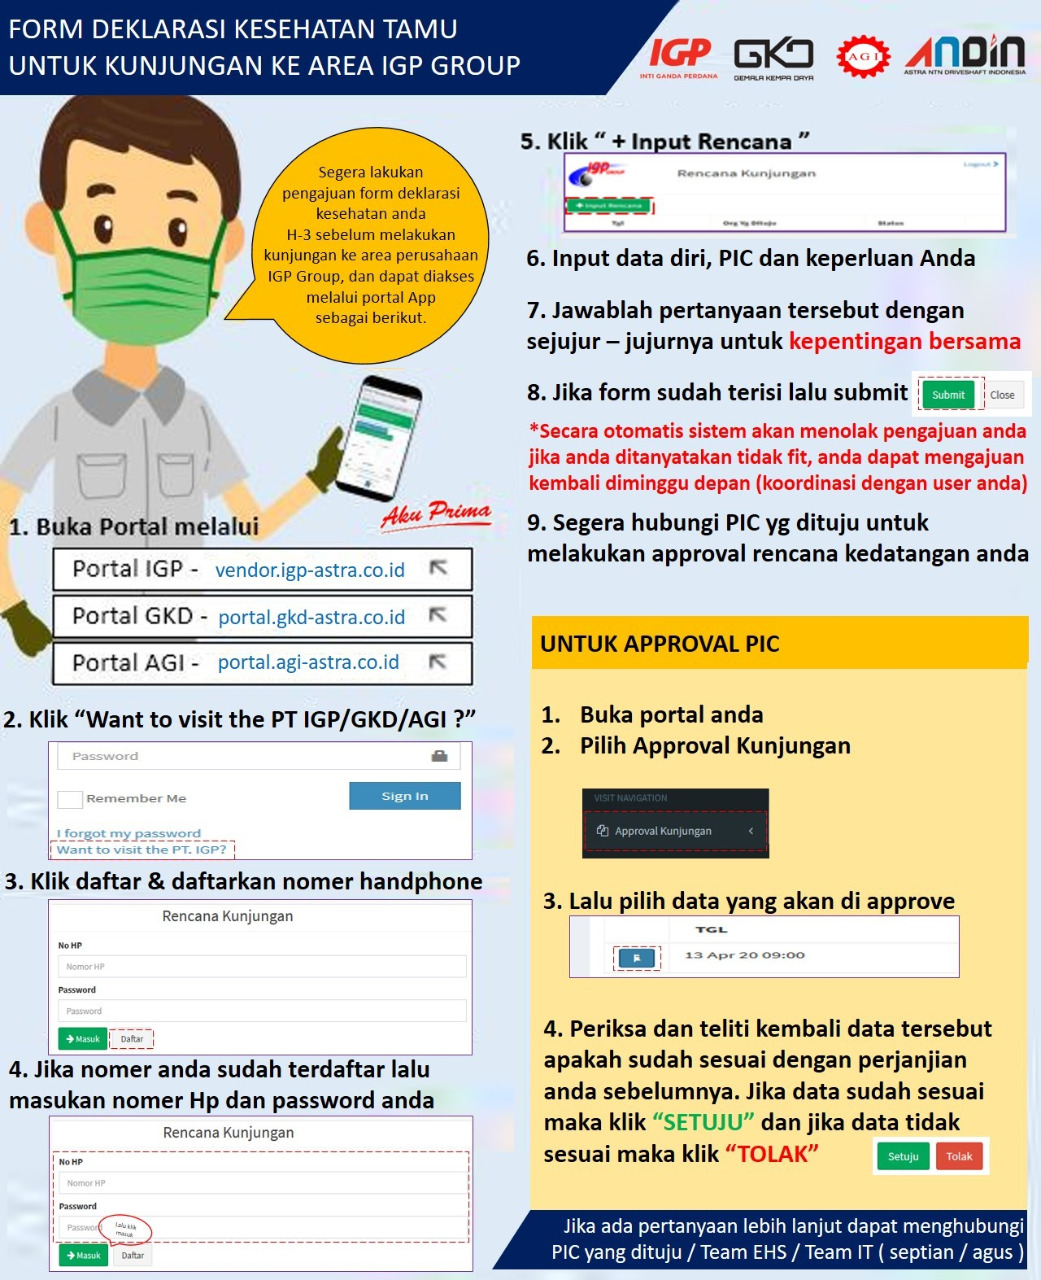 FORM DEKLARASI KESEHATAN TAMU
UNTUK KUNJUNGAN KE AREA IGP GROUP
IGP
INTI GANDA PERDANA
GKD
GEMALA KEMPA DAYA
AGI
ANDIN
ASTRA NTN DRIVESHAFT INDONESIA
Segera lakukan
pengajuan form deklarasi
kesehatan anda
H-3 sebelum melakukan
kunjungan ke area perusahaan
IGP Group, dan dapat diakses
melalui portal App
sebagai berikut.
Aku Prima
1. Buka Portal melalui
Portal IGP - vendor.igp-astra.co.id
Portal GKD - portal.gkd-astra.co.id
Portal AGI - portal.agi-astra.co.id
2. Klik “Want to visit the PT IGP/GKD/AGI ?”
Password
Remember Me
Sign In
I forgot my password
Want to visit the PT. IGP?
3. Klik daftar & daftarkan nomer handphone
Rencana Kunjungan
No HP
Nomor HP
Password
Password
Masuk
Daftar
4. Jika nomer anda sudah terdaftar lalu
masukan nomer Hp dan password anda
Rencana Kunjungan
No HP
Nomor HP
Password
Password
Lalu klik
masuk
Masuk
Daftar
5. Klik “ + Input Rencana ”
igp
GROUP
Rencana Kunjungan
Logout
+ Input Rencana
Tgl
Org Yg Dituju
Status
6. Input data diri, PIC dan keperluan Anda
7. Jawablah pertanyaan tersebut dengan
sejujur – jujurnya untuk kepentingan bersama
8. Jika form sudah terisi lalu submit
Submit
Close
*Secara otomatis sistem akan menolak pengajuan anda
jika anda ditanyatakan tidak fit, anda dapat mengajuan
kembali diminggu depan (koordinasi dengan user anda)
9. Segera hubungi PIC yg dituju untuk
melakukan approval rencana kedatangan anda
UNTUK APPROVAL PIC
1. Buka portal anda
2. Pilih Approval Kunjungan
VISIT NAVIGATION
Approval Kunjungan
3. Lalu pilih data yang akan di approve
TGL
13 Apr 20 09:00
4. Periksa dan teliti kembali data tersebut
apakah sudah sesuai dengan perjanjian
anda sebelumnya. Jika data sudah sesuai
maka klik “SETUJU” dan jika data tidak
sesuai maka klik “TOLAK”
Setuju
Tolak
Jika ada pertanyaan lebih lanjut dapat menghubungi
PIC yang dituju / Team EHS / Team IT ( septian / agus )